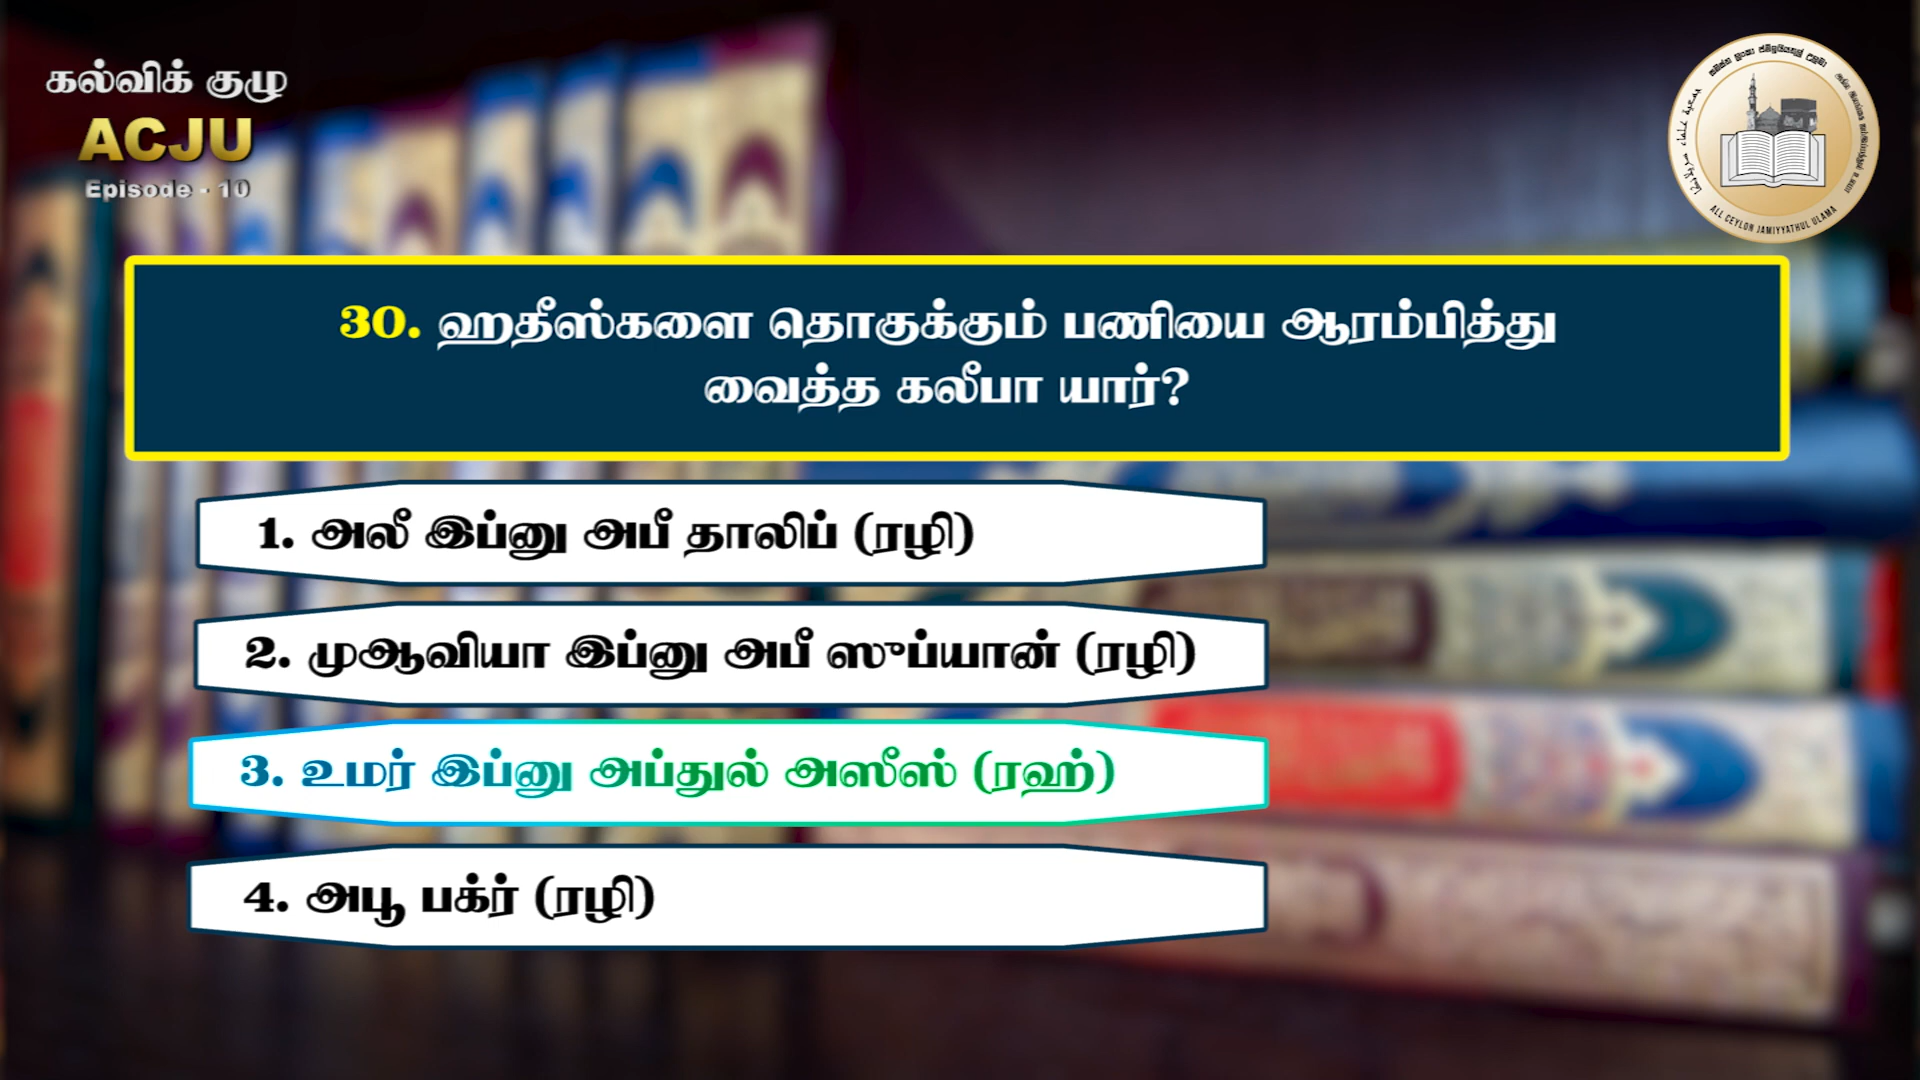 கல்விக் குழு
ACJU
Episode - 10
ALL CEYLON JAMIYYATHUL ULAMA
30. ஹதீஸ்களை தொகுக்கும் பணியை ஆரம்பித்து
வைத்த கலீபா யார்?
1. அலீ இப்னு அபீ தாலிப் (ரழி)
2. முஆவியா இப்னு அபீ ஸுப்யான் (ரழி)
3. உமர் இப்னு அப்துல் அஸீஸ் (ரஹ்)
4. அபூ பக்ர் (ரழி)